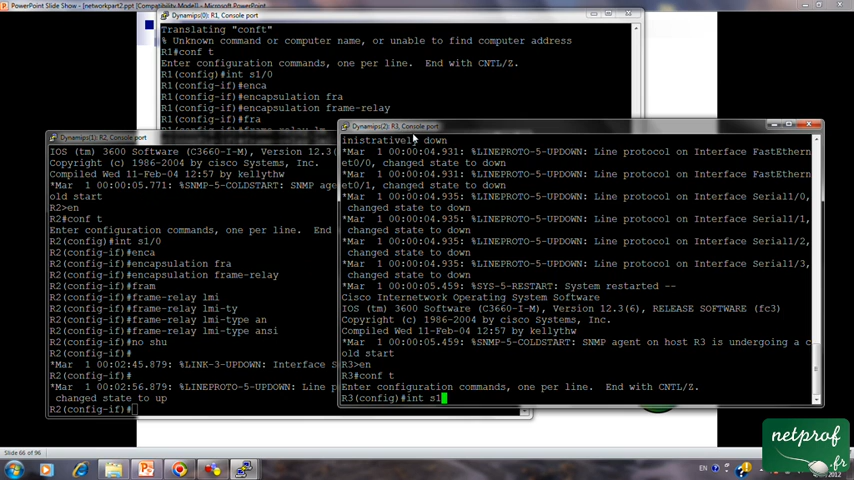 PowerPoint Slide Show - [networkpart2.ppt [Compatibility Mode] - Microsoft PowerPoint
Dynamips(0): R1, Console port
Translating "conft"
% Unknown command or computer name, or unable to find computer address
R1#conf t
Enter configuration commands, one per line.  End with CNTL/Z.
R1(config)#int s1/0
R1(config-if)#enca
R1(config-if)#encapsulation fra
R1(config-if)#encapsulation frame-relay
R1(config-if)#fra
Dynamips(1): R2, Console port
IOS (tm) 3600 Software (C3660-I-M), Version 12.3(
Copyright (c) 1986-2004 by cisco Systems, Inc.
Compiled Wed 11-Feb-04 12:57 by kellythw
*Mar  1 00:00:05.771: %SNMP-5-COLDSTART: SNMP age
old start
R2>en
R2#conf t
Enter configuration commands, one per line.  End
R2(config)#int s1/0
R2(config-if)#enca
R2(config-if)#encapsulation fra
R2(config-if)#encapsulation frame-relay
R2(config-if)#fram
R2(config-if)#frame-relay lmi
R2(config-if)#frame-relay lmi-ty
R2(config-if)#frame-relay lmi-type an
R2(config-if)#frame-relay lmi-type ansi
R2(config-if)#no shu
R2(config-if)#
*Mar  1 00:02:45.879: %LINK-3-UPDOWN: Interface S
R2(config-if)#
*Mar  1 00:02:56.879: %LINEPROTO-5-UPDOWN: Line p
changed state to up
R2(config-if)#
Dynamips(2): R3, Console port
inistratively down
*Mar  1 00:00:04.931: %LINEPROTO-5-UPDOWN: Line protocol on Interface FastEthern
et0/0, changed state to down
*Mar  1 00:00:04.931: %LINEPROTO-5-UPDOWN: Line protocol on Interface FastEthern
et0/1, changed state to down
*Mar  1 00:00:04.935: %LINEPROTO-5-UPDOWN: Line protocol on Interface Serial1/0,
changed state to down
*Mar  1 00:00:04.935: %LINEPROTO-5-UPDOWN: Line protocol on Interface Serial1/1,
changed state to down
*Mar  1 00:00:04.935: %LINEPROTO-5-UPDOWN: Line protocol on Interface Serial1/2,
changed state to down
*Mar  1 00:00:04.935: %LINEPROTO-5-UPDOWN: Line protocol on Interface Serial1/3,
changed state to down
*Mar  1 00:00:05.459: %SYS-5-RESTART: System restarted --
Cisco Internetwork Operating System Software
IOS (tm) 3600 Software (C3660-I-M), Version 12.3(6), RELEASE SOFTWARE (fc3)
Copyright (c) 1986-2004 by cisco Systems, Inc.
Compiled Wed 11-Feb-04 12:57 by kellythw
*Mar  1 00:00:05.459: %SNMP-5-COLDSTART: SNMP agent on host R3 is undergoing a c
old start
R3>en
R3#conf t
Enter configuration commands, one per line.  End with CNTL/Z.
R3(config)#int s1
Slide 66 of 96
EN
2012
netprof
.fr